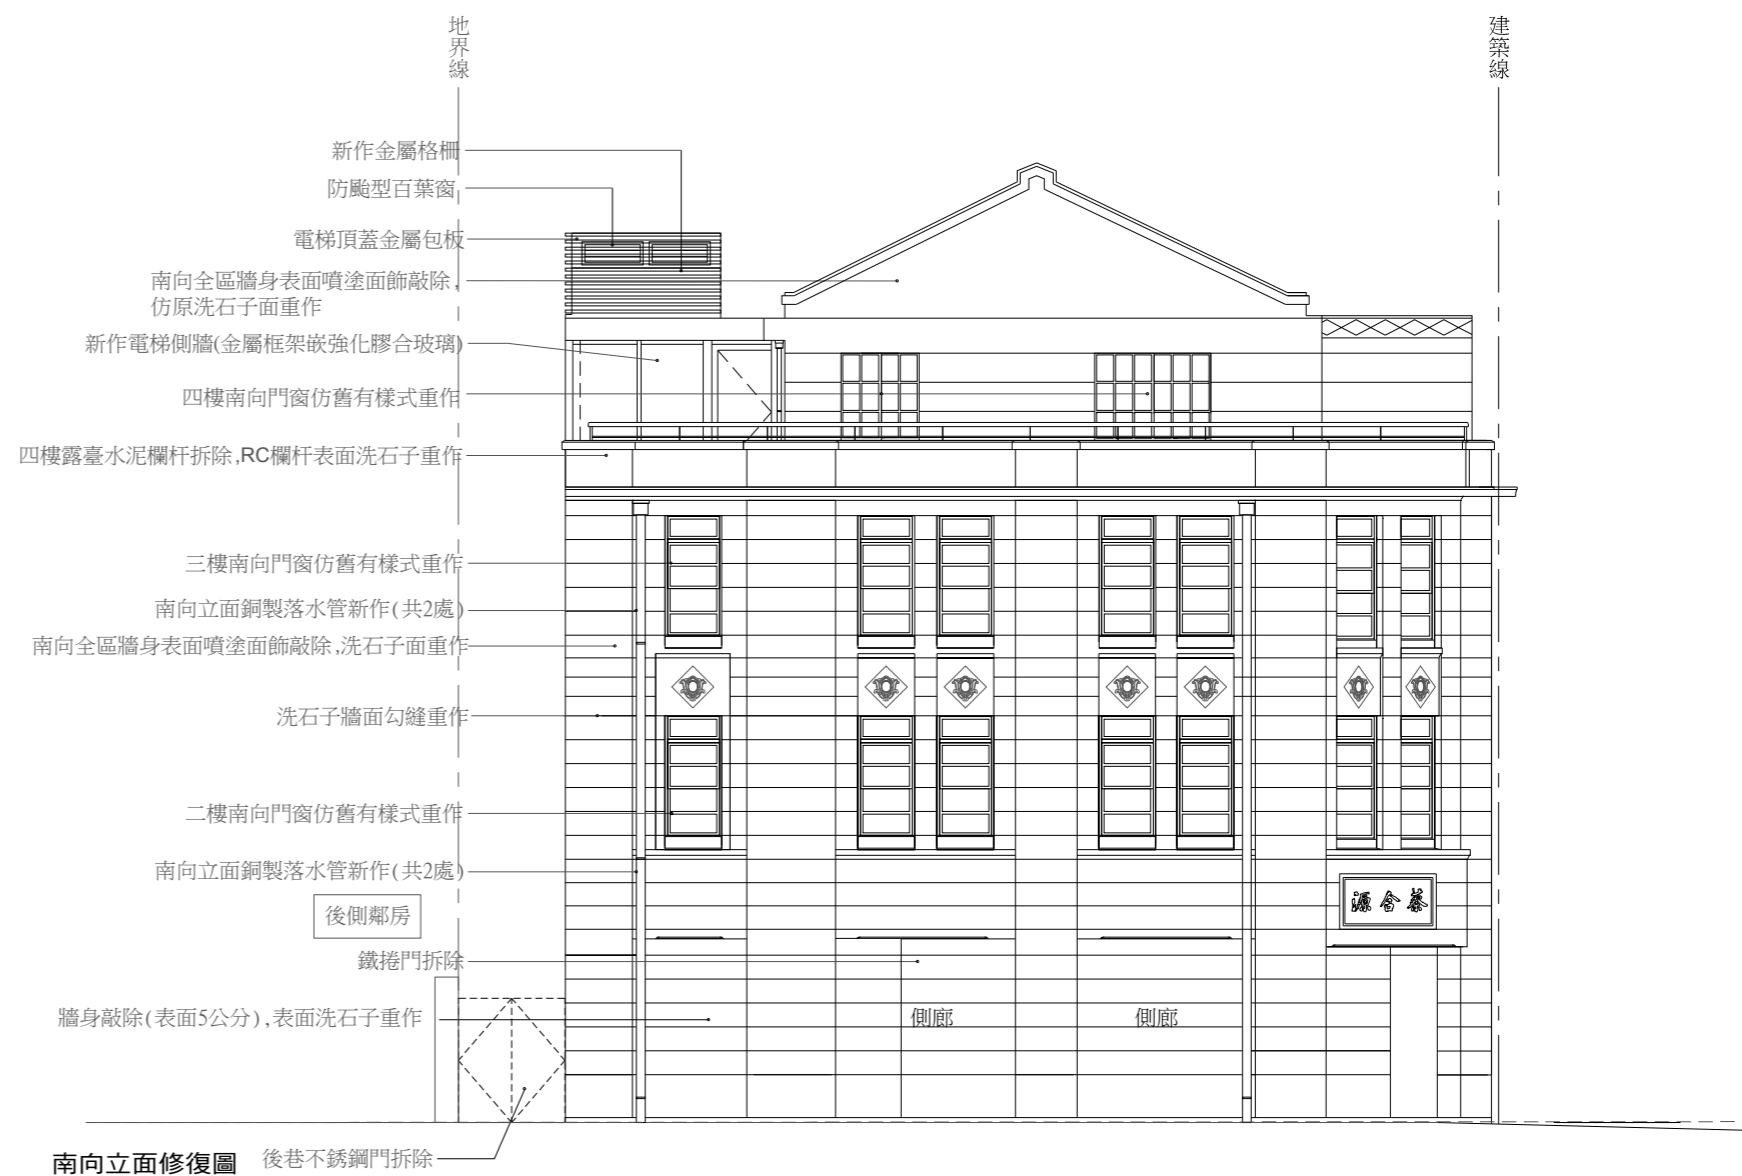 地界線
建築線
新作金屬格柵
防颱型百葉窗
電梯頂蓋金屬包板
南向全區牆身表面噴塗面飾敲除,
仿原洗石子面重作
新作電梯側牆(金屬框架嵌強化膠合玻璃)
四樓南向門窗仿舊有樣式重作
四樓露臺水泥欄杆拆除,RC欄杆表面洗石子重作
三樓南向門窗仿舊有樣式重作
南向立面銅製落水管新作(共2處)
南向全區牆身表面噴塗面飾敲除,洗石子面重作
洗石子牆面勾縫重作
二樓南向門窗仿舊有樣式重作
南向立面銅製落水管新作(共2處)
源合蔡
後側鄰房
鐵捲門拆除
牆身敲除(表面5公分),表面洗石子重作
側廊
側廊
後巷不銹鋼門拆除
南向立面修復圖